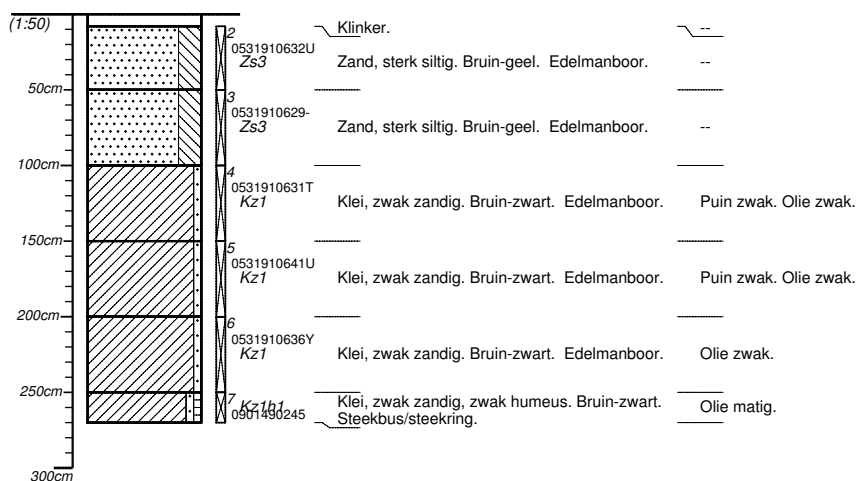 (1:50)
Klinker. --
2
0531910632U
Zs3 Zand, sterk siltig. Bruin-geel. Edelmanboor. --
50cm
3
0531910629-
Zs3 Zand, sterk siltig. Bruin-geel. Edelmanboor. --
100cm
4
0531910631T
Kz1 Klei, zwak zandig. Bruin-zwart. Edelmanboor. Puin zwak. Olie zwak.
150cm
5
0531910641U
Kz1 Klei, zwak zandig. Bruin-zwart. Edelmanboor. Puin zwak. Olie zwak.
200cm
6
0531910636Y
Kz1 Klei, zwak zandig. Bruin-zwart. Edelmanboor. Olie zwak.
250cm
7 Kz1h1 Klei, zwak zandig, zwak humeus. Bruin-zwart. Olie matig.
0901490245 Steekbus/steekring.
300cm